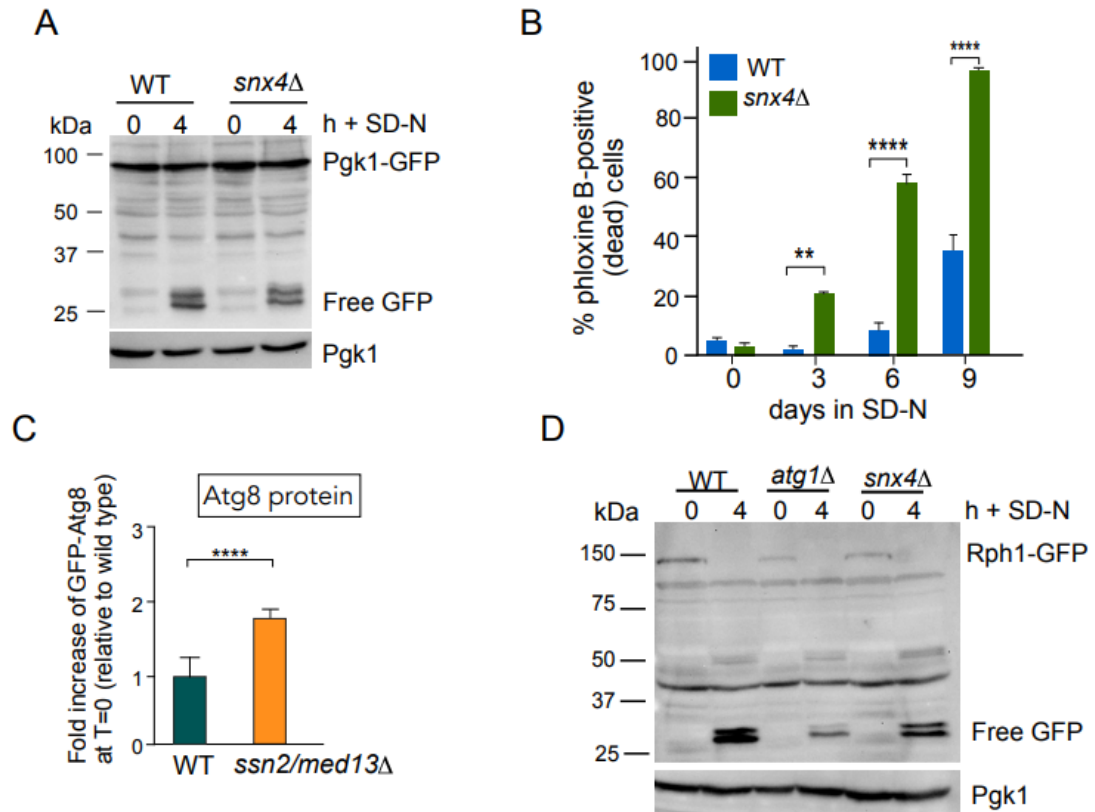 A
WT snx4Δ
kDa 0 4 0 4 h + SD-N
100 Pgk1-GFP
50
37
25 Free GFP
Pgk1
B
WT
snx4Δ
% phloxine B-positive
(dead) cells
100
80
60
40
20
0
** **** ****
0 3 6 9
days in SD-N
C
Atg8 protein
Fold increase of GFP-Atg8
at T=0 (relative to wild type)
3
2
1
0
****
WT ssn2/med13Δ
D
WT atg1Δ snx4Δ
kDa 0 4 0 4 0 4 h + SD-N
150 Rph1-GFP
75
50
37
25 Free GFP
Pgk1